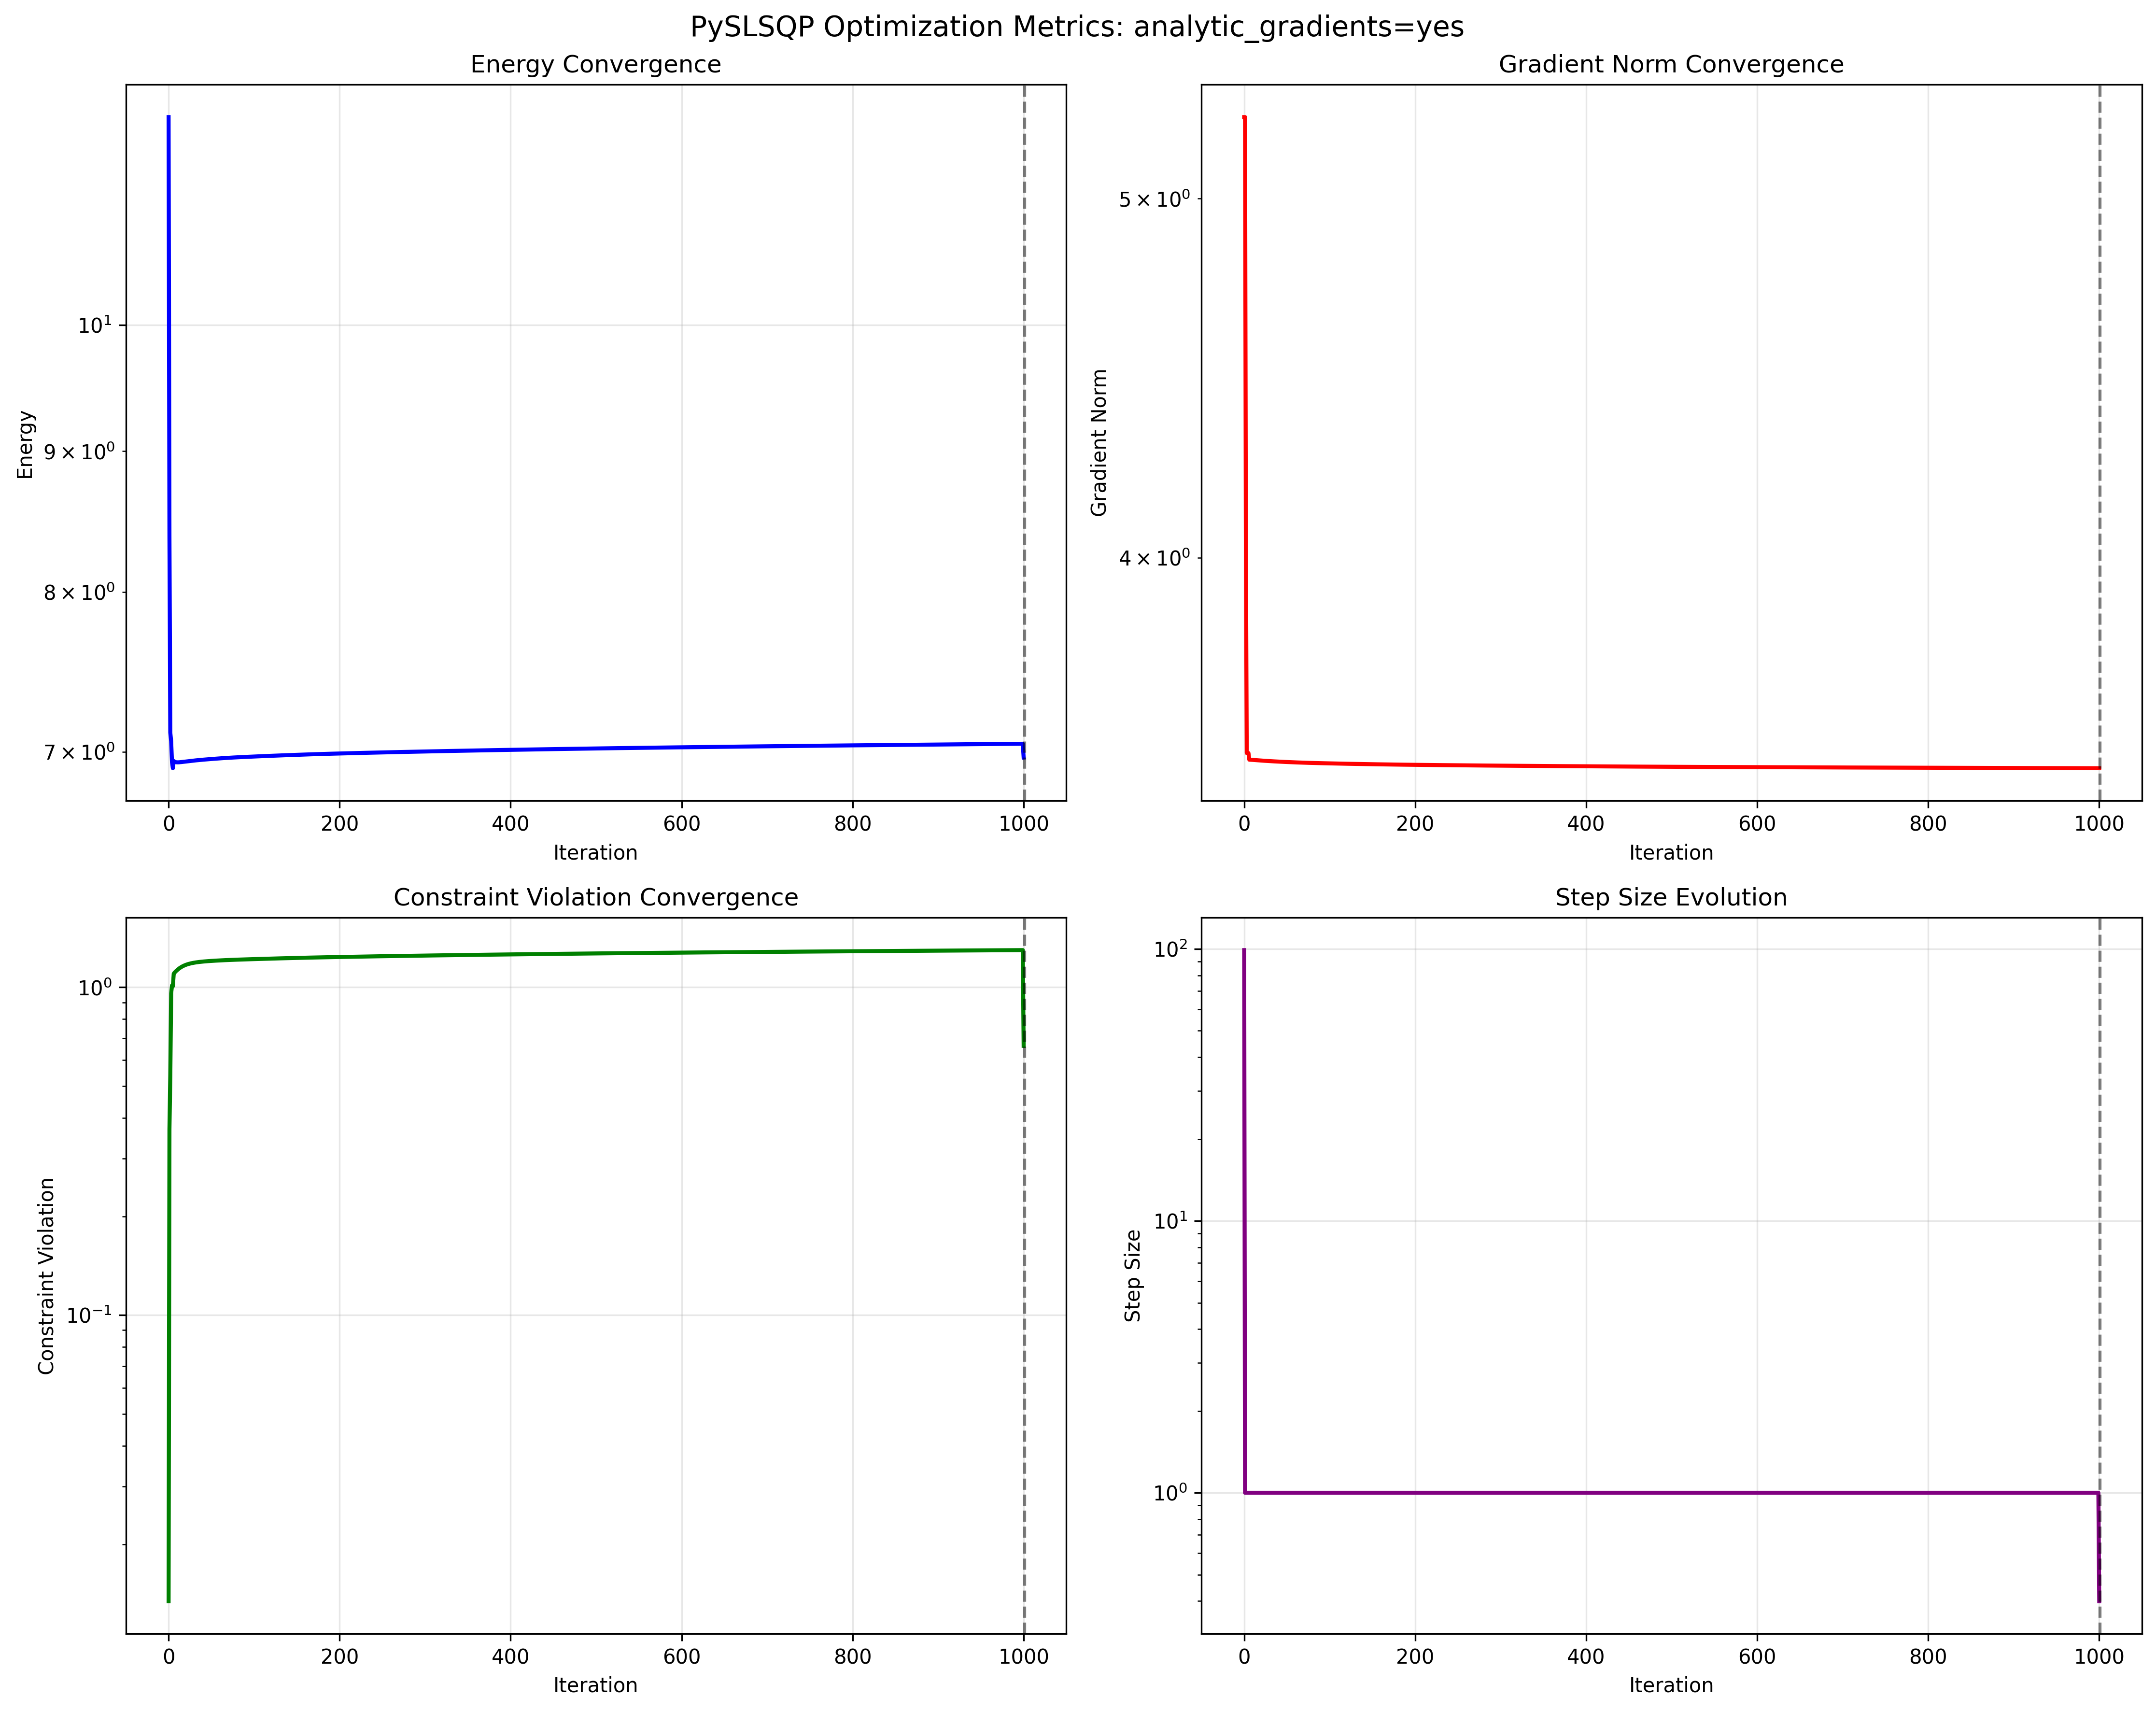 PySLSQP Optimization Metrics: analytic_gradients=yes
Energy Convergence
10¹
9 × 10⁰
8 × 10⁰
7 × 10⁰
Energy
0 200 400 600 800 1000
Iteration
Gradient Norm Convergence
5 × 10⁰
4 × 10⁰
Gradient Norm
0 200 400 600 800 1000
Iteration
Constraint Violation Convergence
10⁰
10⁻¹
Constraint Violation
0 200 400 600 800 1000
Iteration
Step Size Evolution
10²
10¹
10⁰
Step Size
0 200 400 600 800 1000
Iteration